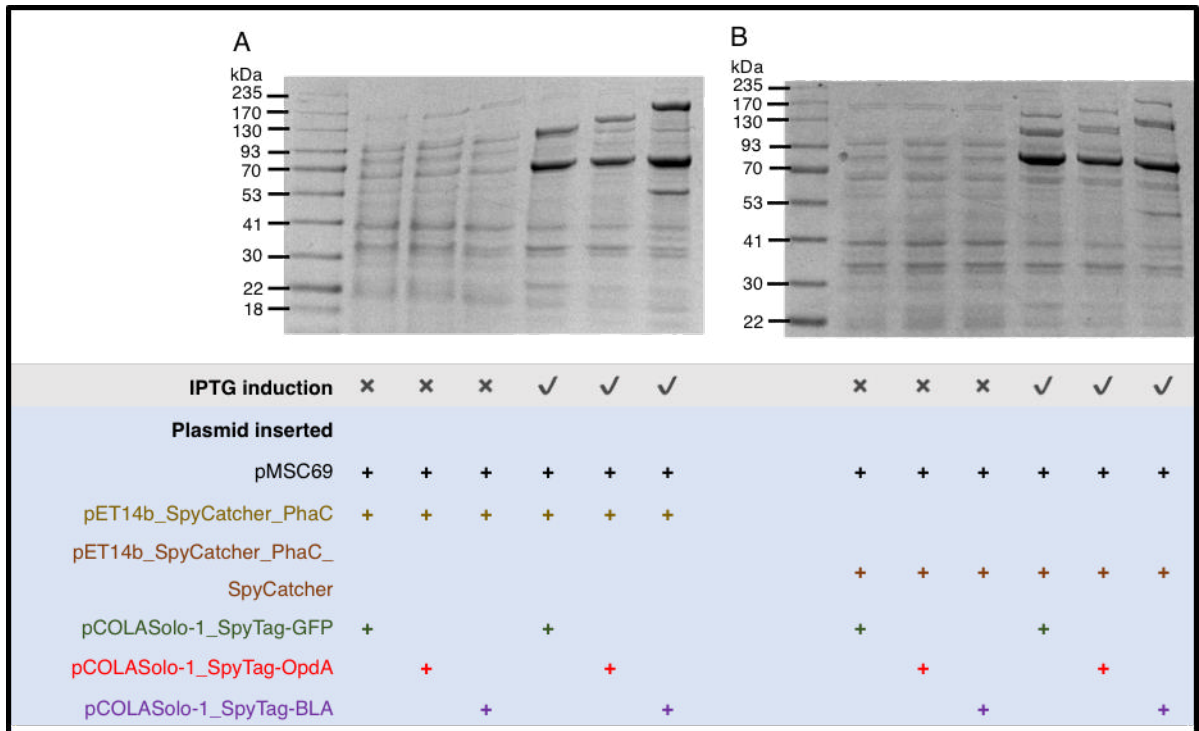 A
B
kDa
235
170
130
93
70
53
41
30
22
18
kDa
235
170
130
93
70
53
41
30
22
IPTG induction × × × ✓ ✓ ✓ × × × ✓ ✓ ✓
Plasmid inserted
pMSC69 + + + + + + + + + + + +
pET14b_SpyCatcher_PhaC + + + + + +
pET14b_SpyCatcher_PhaC_
SpyCatcher + + + + + +
pCOLASolo-1_SpyTag-GFP + + + +
pCOLASolo-1_SpyTag-OpdA + + + +
pCOLASolo-1_SpyTag-BLA + + + +